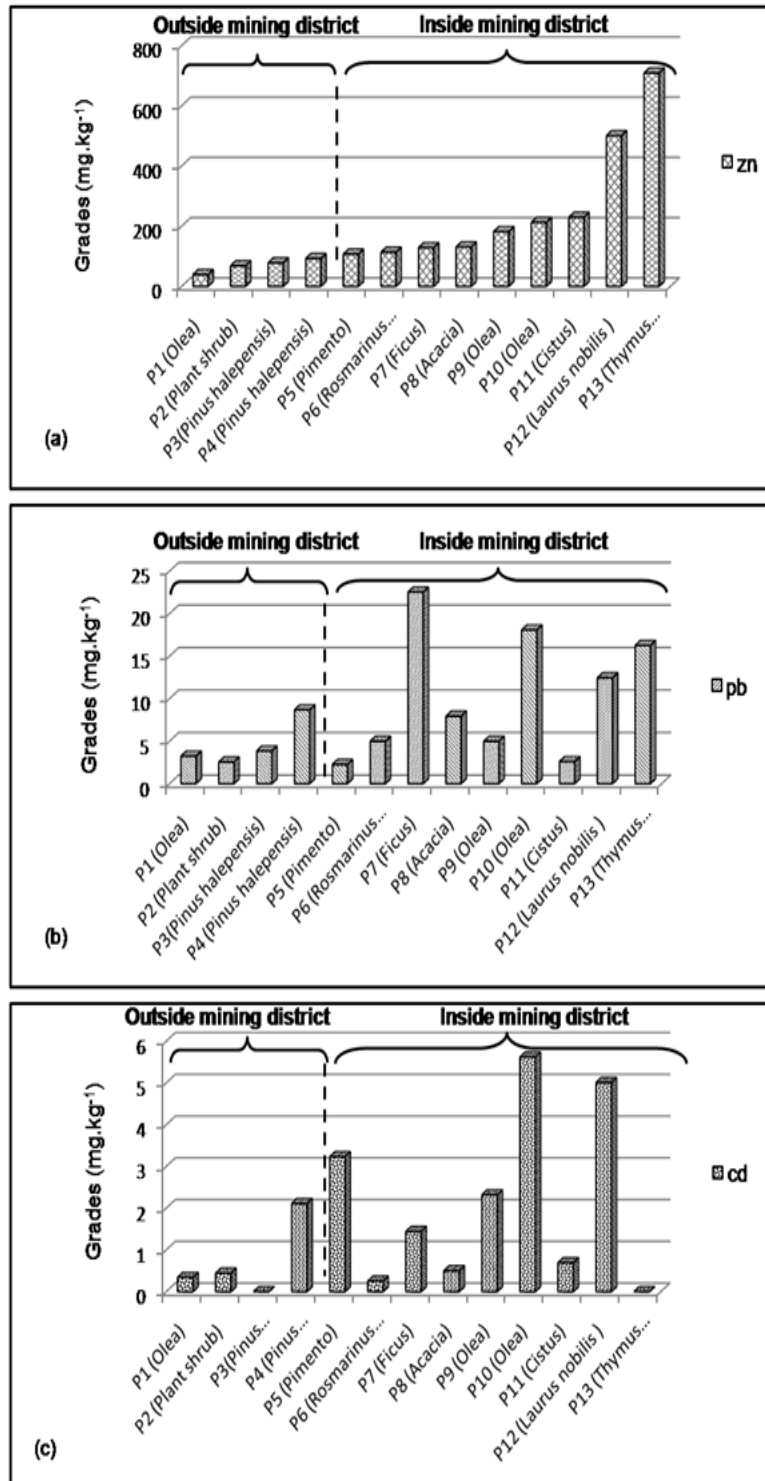 Outside mining district Inside mining district
800
600
400
200
0
Grades (mg.kg-1)
zn
P1 (Olea)
P2 (Plant shrub)
P3(Pinus halepensis)
P4 (Pinus halepensis)
P5 (Pimento)
P6 (Rosmarinus...
P7 (Ficus)
P8 (Acacia)
P9 (Olea)
P10 (Olea)
P11 (Cistus)
P12 (Laurus nobilis )
P13 (Thymus...
(a)
Outside mining district Inside mining district
25
20
15
10
5
0
Grades (mg.kg-1)
pb
P1 (Olea)
P2 (Plant shrub)
P3(Pinus halepensis)
P4 (Pinus halepensis)
P5 (Pimento)
P6 (Rosmarinus...
P7 (Ficus)
P8 (Acacia)
P9 (Olea)
P10 (Olea)
P11 (Cistus)
P12 (Laurus nobilis )
P13 (Thymus...
(b)
Outside mining district Inside mining district
6
5
4
3
2
1
0
Grades (mg.kg-1)
cd
P1 (Olea)
P2 (Plant shrub)
P3(Pinus...
P4 (Pinus...
P5 (Pimento)
P6 (Rosmarinus...
P7 (Ficus)
P8 (Acacia)
P9 (Olea)
P10 (Olea)
P11 (Cistus)
P12 (Laurus nobilis )
P13 (Thymus...
(c)